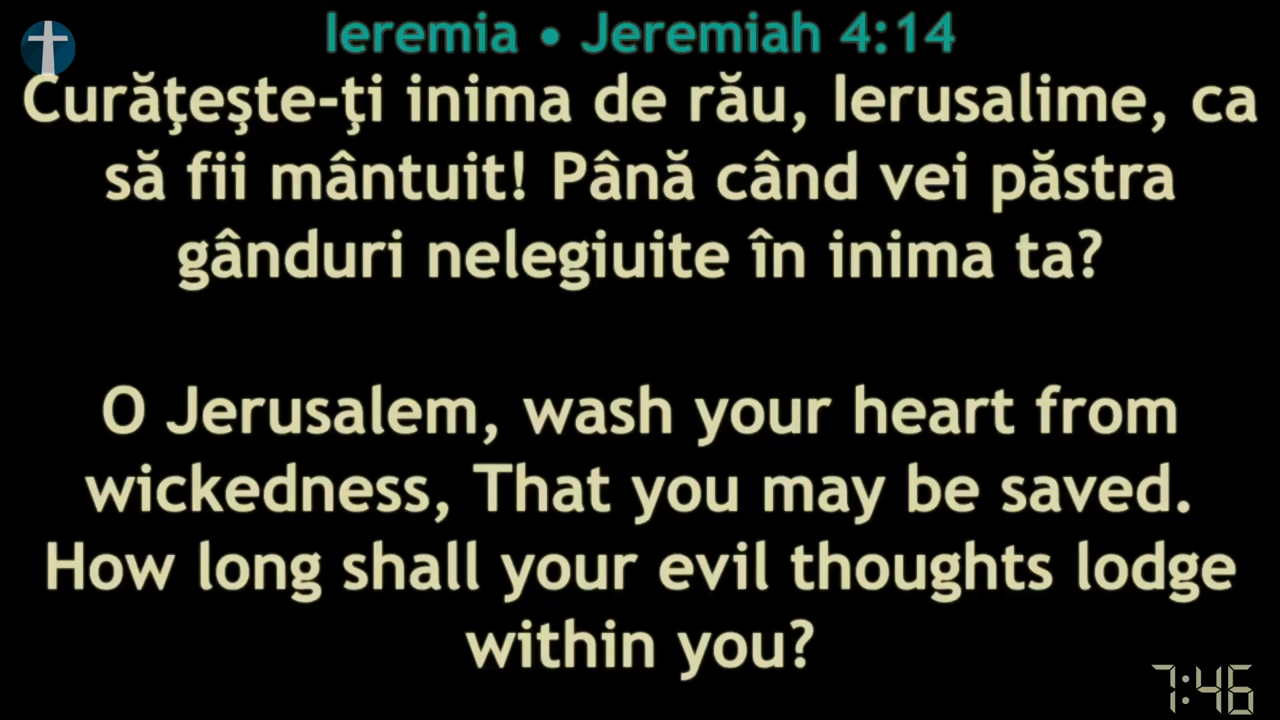 Ieremia • Jeremiah 4:14
Curăţeşte-ţi inima de rău, Ierusalime, ca
să fii mântuit! Până când vei păstra
gânduri nelegiuite în inima ta?
O Jerusalem, wash your heart from
wickedness, That you may be saved.
How long shall your evil thoughts lodge
within you?
7:46